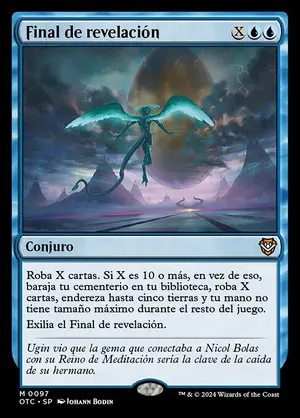 Final de revelación
X
Conjuro
Roba X cartas. Si X es 10 o más, en vez de eso,
baraja tu cementerio en tu biblioteca, roba X
cartas, endereza hasta cinco tierras y tu mano no
tiene tamaño máximo durante el resto del juego.
Exilia el Final de revelación.
Ugin vio que la gema que conectaba a Nicol Bolas
con su Reino de Meditación sería la clave de la caída
de su hermano.
M 0097
OTC • SP Johann Bodin
™ & © 2024 Wizards of the Coast